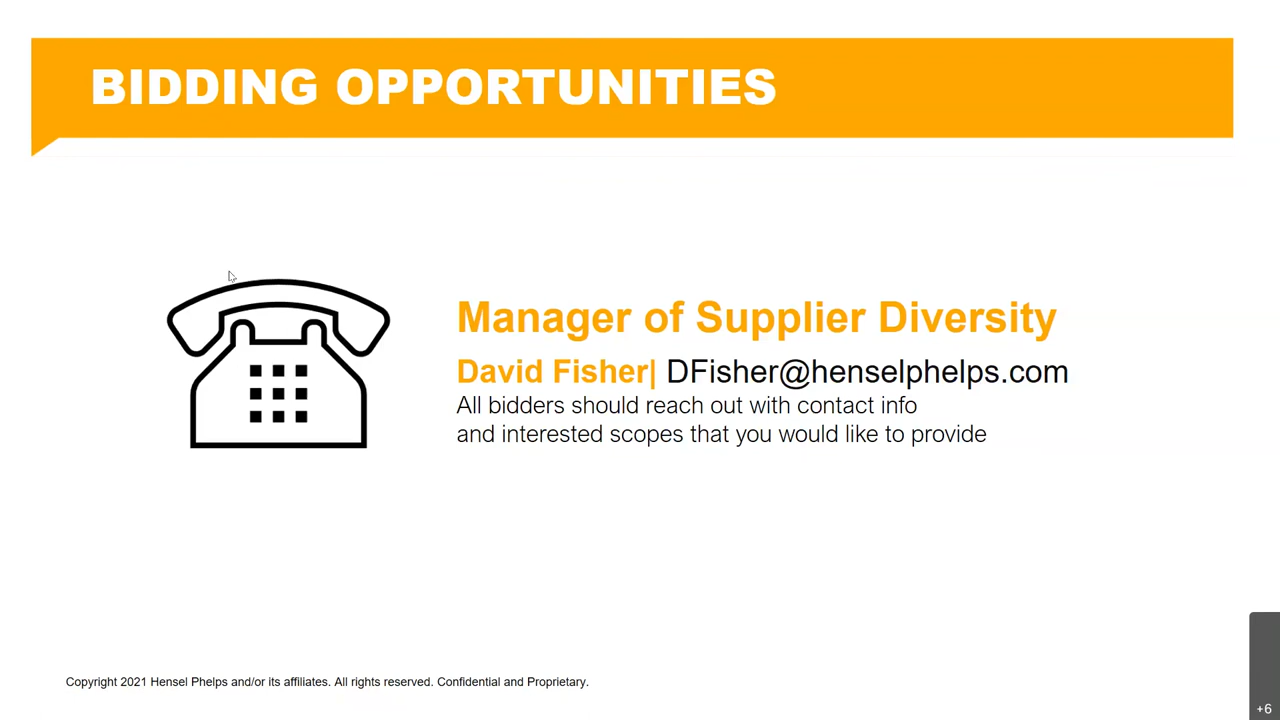 BIDDING OPPORTUNITIES
Manager of Supplier Diversity
David Fisher| DFisher@henselphelps.com
All bidders should reach out with contact info
and interested scopes that you would like to provide
Copyright 2021 Hensel Phelps and/or its affiliates. All rights reserved. Confidential and Proprietary.
+6